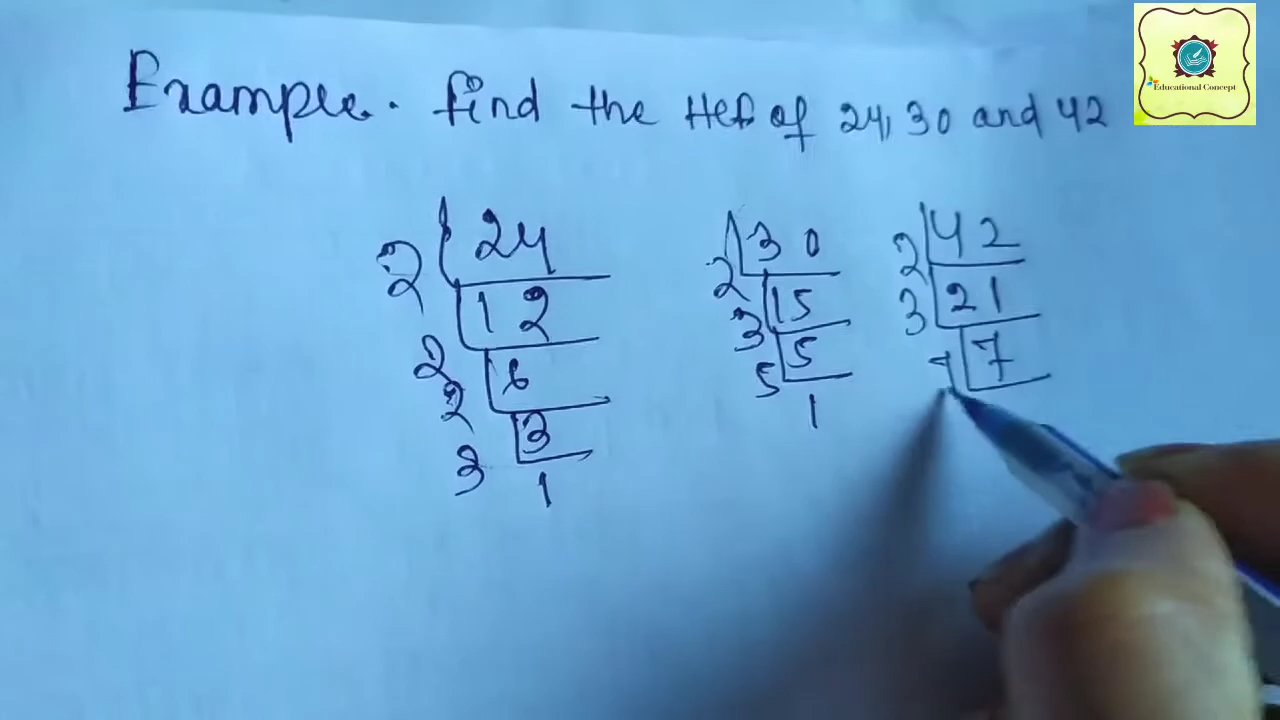 Example. find the HCF of 24, 30 and 42
Educational Concept
2 24 2 30 2 42
12 3 15 3 21
2 6 5 5 7 7
2 3 1
3 1